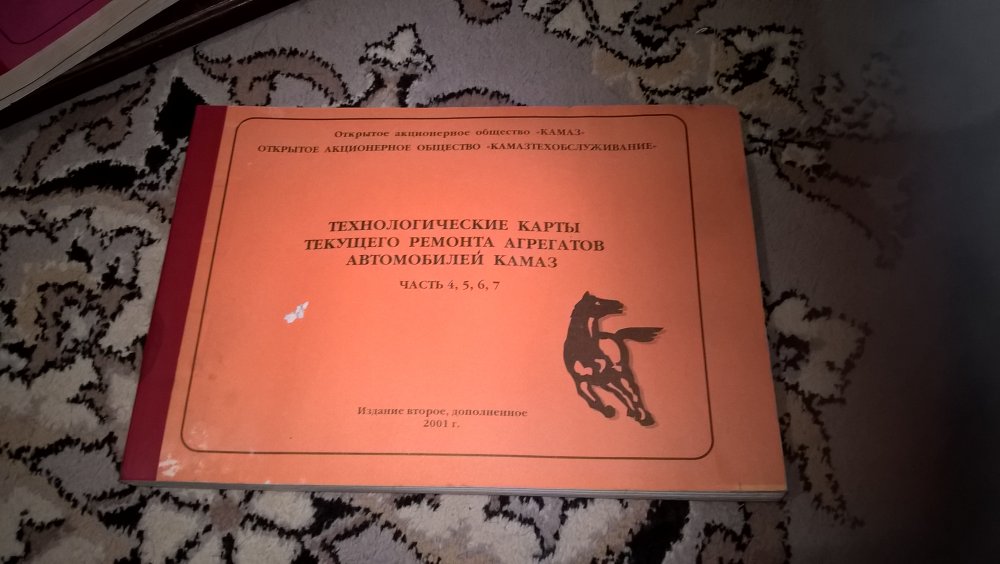 Открытое акционерное общество «КАМАЗ»
ОТКРЫТОЕ АКЦИОНЕРНОЕ ОБЩЕСТВО «КАМАЗТЕХОБСЛУЖИВАНИЕ»
ТЕХНОЛОГИЧЕСКИЕ КАРТЫ
ТЕКУЩЕГО РЕМОНТА АГРЕГАТОВ
АВТОМОБИЛЕЙ КАМАЗ
ЧАСТЬ 4, 5, 6, 7
Издание второе, дополненное
2001 г.